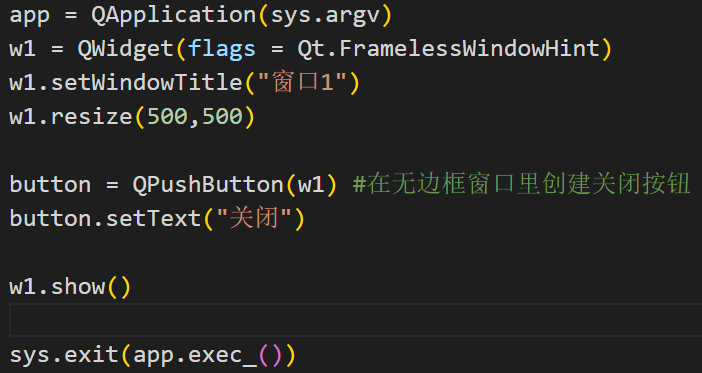 app = QApplication(sys.argv)
w1 = QWidget(flags = Qt.FramelessWindowHint)
w1.setWindowTitle("窗口1")
w1.resize(500,500)
button = QPushButton(w1) #在无边框窗口里创建关闭按钮
button.setText("关闭")
w1.show()
sys.exit(app.exec_())